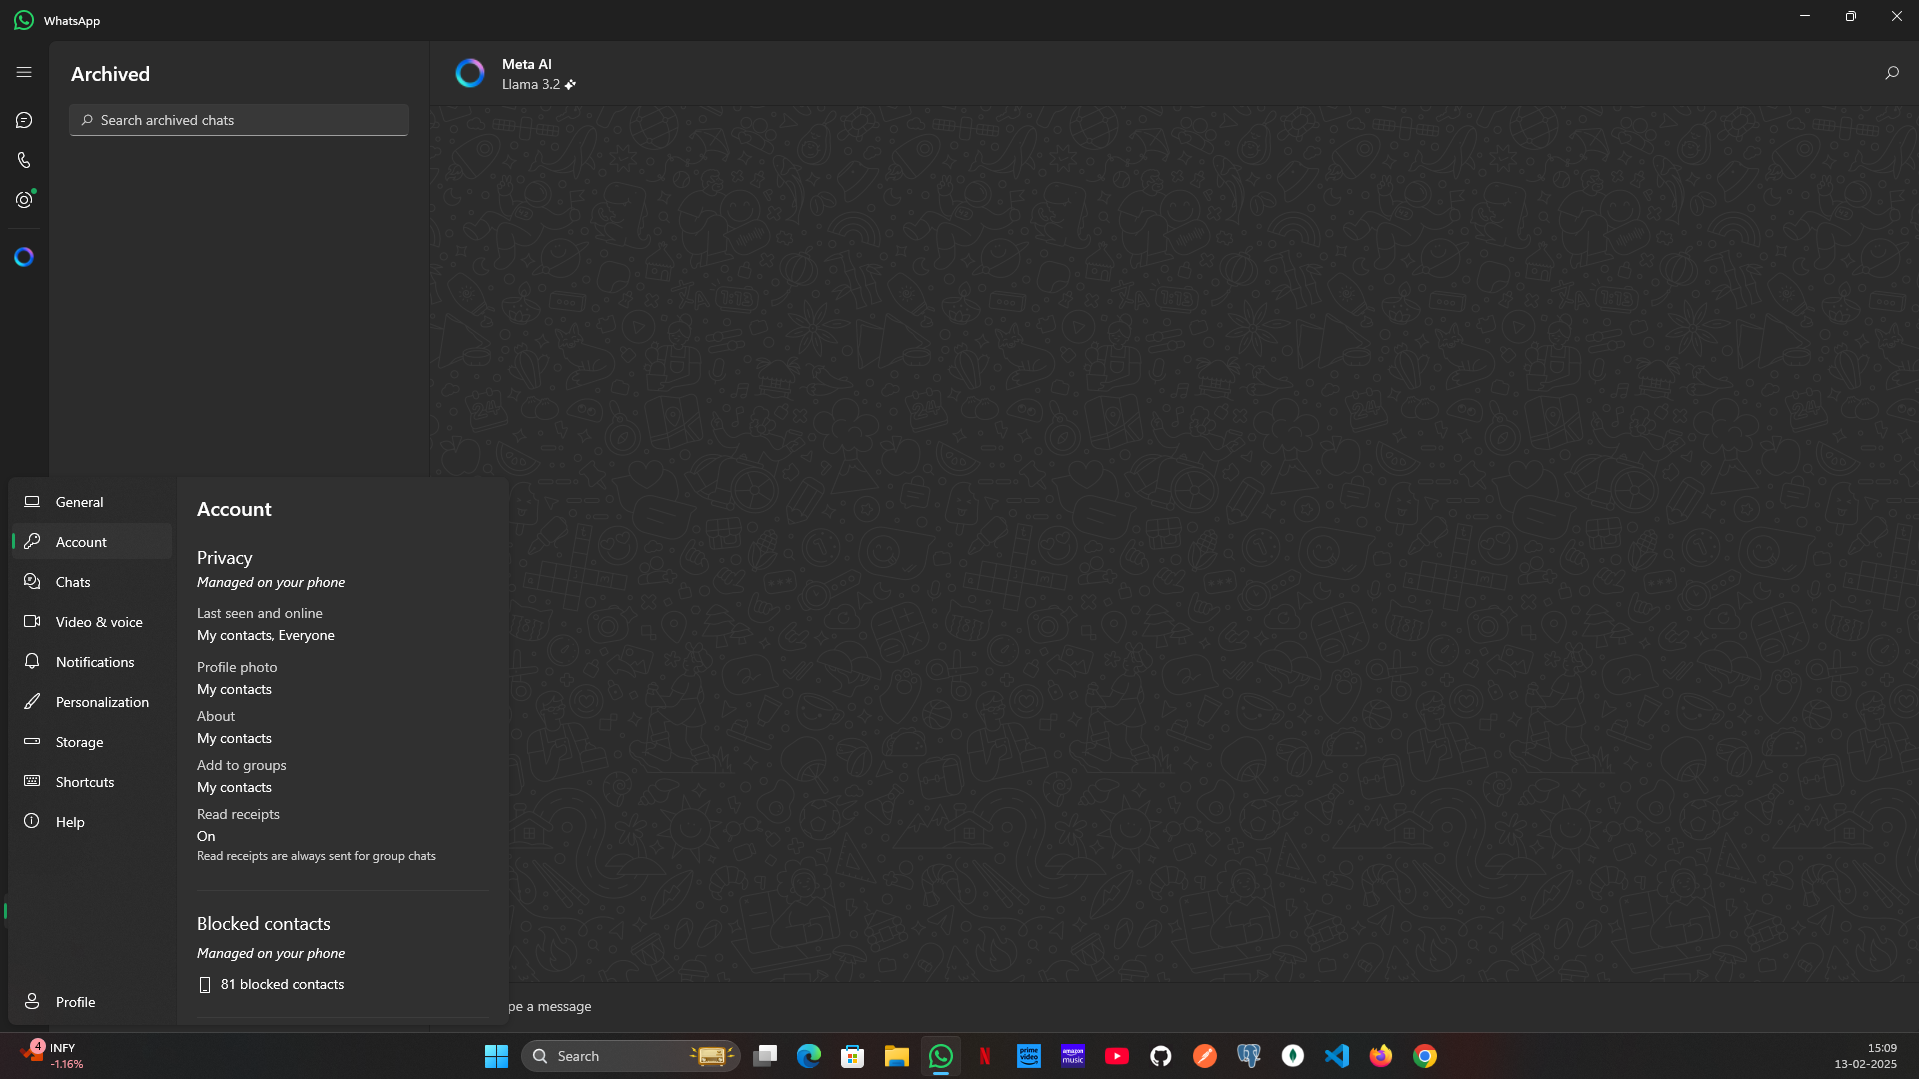 WhatsApp
Archived
Search archived chats
Meta AI
Llama 3.2
General
Account
Chats
Video & voice
Notifications
Personalization
Storage
Shortcuts
Help
Profile
Account
Privacy
Managed on your phone
Last seen and online
My contacts, Everyone
Profile photo
My contacts
About
My contacts
Add to groups
My contacts
Read receipts
On
Read receipts are always sent for group chats
Blocked contacts
Managed on your phone
81 blocked contacts
pe a message
4
INFY
-1.16%
Search
prime video
amazon music
15:09
13-02-2025